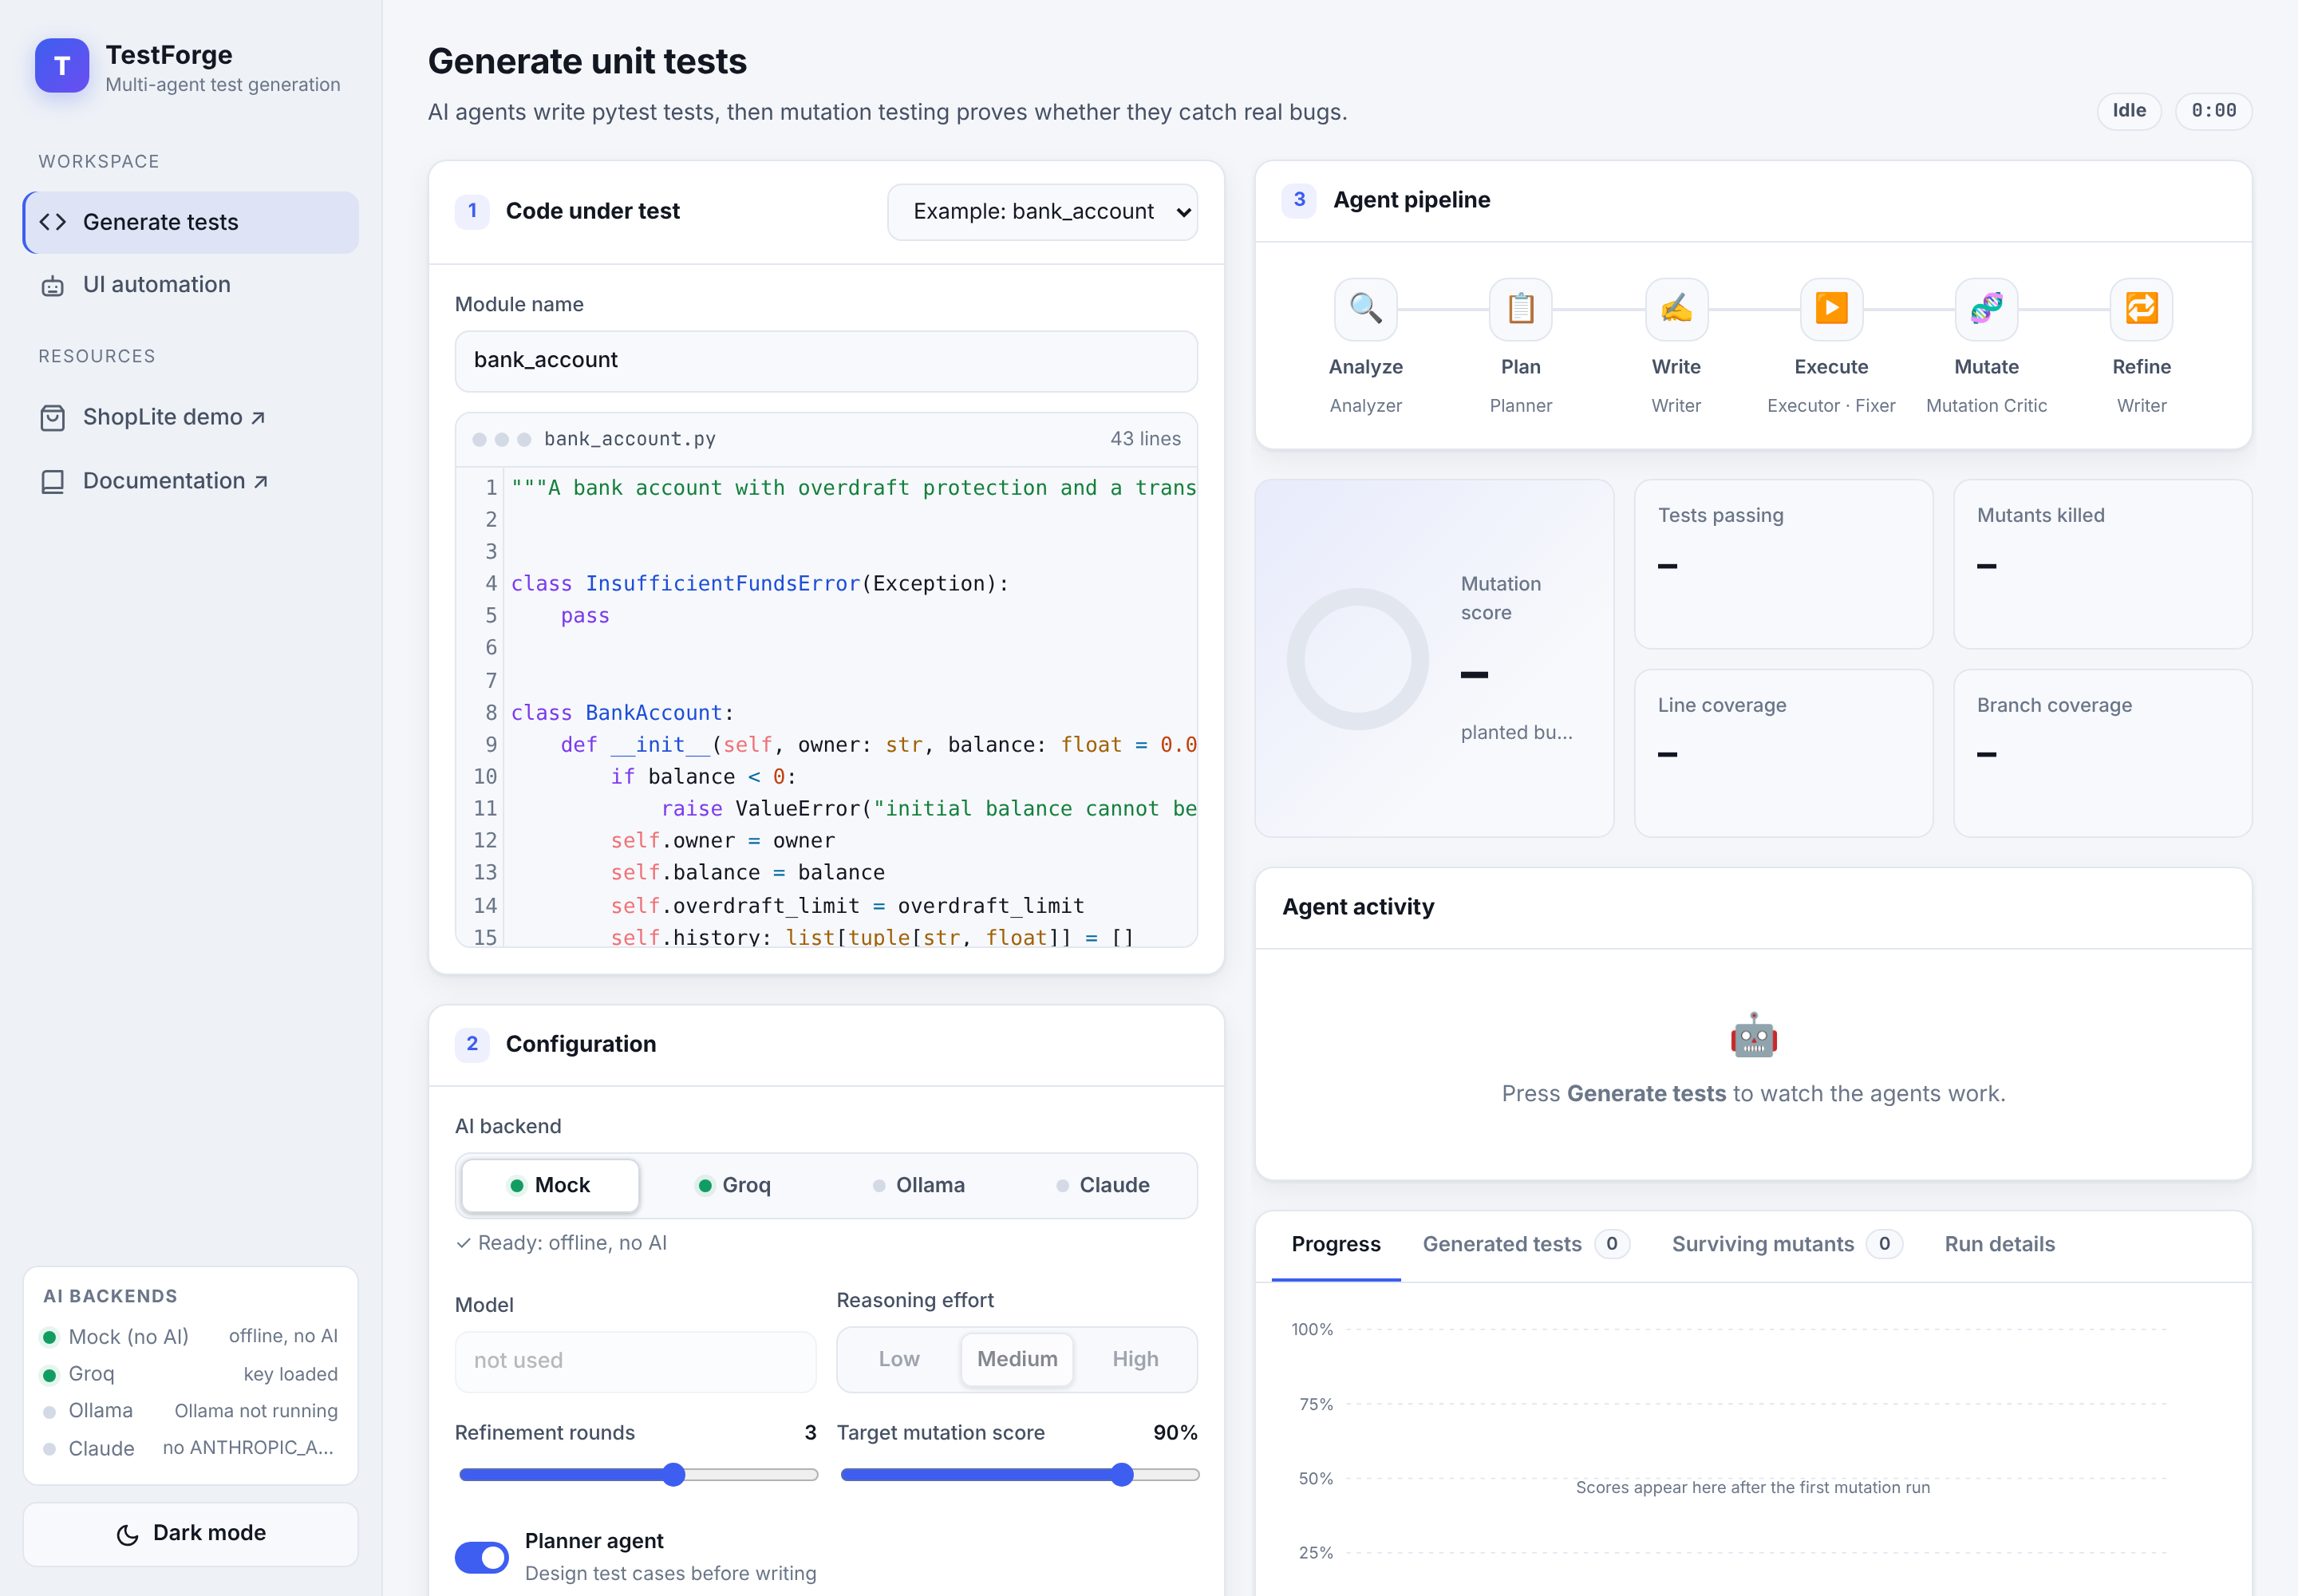 T
TestForge
Multi-agent test generation
WORKSPACE
Generate tests
UI automation
RESOURCES
ShopLite demo ↗
Documentation ↗
AI BACKENDS
Mock (no AI) offline, no AI
Groq key loaded
Ollama Ollama not running
Claude no ANTHROPIC_A...
Dark mode
Generate unit tests
AI agents write pytest tests, then mutation testing proves whether they catch real bugs.
Idle 0:00
1 Code under test Example: bank_account
Module name
bank_account
bank_account.py 43 lines
1 """A bank account with overdraft protection and a trans
2
3
4 class InsufficientFundsError(Exception):
5     pass
6
7
8 class BankAccount:
9     def __init__(self, owner: str, balance: float = 0.0
10         if balance < 0:
11             raise ValueError("initial balance cannot be
12         self.owner = owner
13         self.balance = balance
14         self.overdraft_limit = overdraft_limit
15         self.history: list[tuple[str, float]] = []
2 Configuration
AI backend
Mock Groq Ollama Claude
✓ Ready: offline, no AI
Model Reasoning effort
not used Low Medium High
Refinement rounds 3 Target mutation score 90%
Planner agent
Design test cases before writing
3 Agent pipeline
Analyze Plan Write Execute Mutate Refine
Analyzer Planner Writer Executor · Fixer Mutation Critic Writer
Mutation
score
–
planted bu...
Tests passing
–
Mutants killed
–
Line coverage
–
Branch coverage
–
Agent activity
Press Generate tests to watch the agents work.
Progress Generated tests 0 Surviving mutants 0 Run details
100%
75%
50%
Scores appear here after the first mutation run
25%